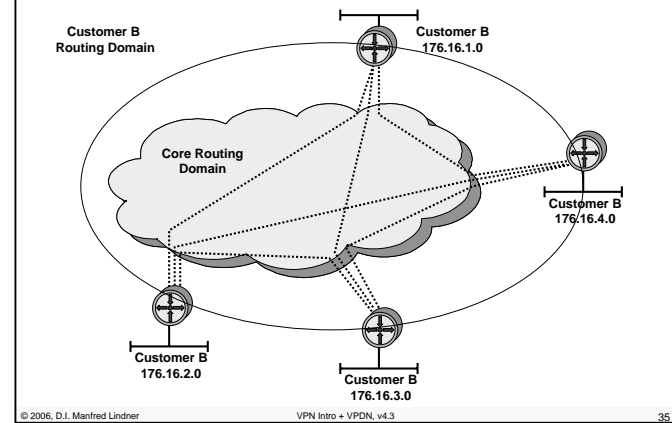 Customer B
Routing Domain
Customer B
176.16.1.0
Core Routing
Domain
Customer B
176.16.4.0
Customer B
176.16.2.0
Customer B
176.16.3.0
© 2006, D.I. Manfred Lindner
VPN Intro + VPDN, v4.3
35